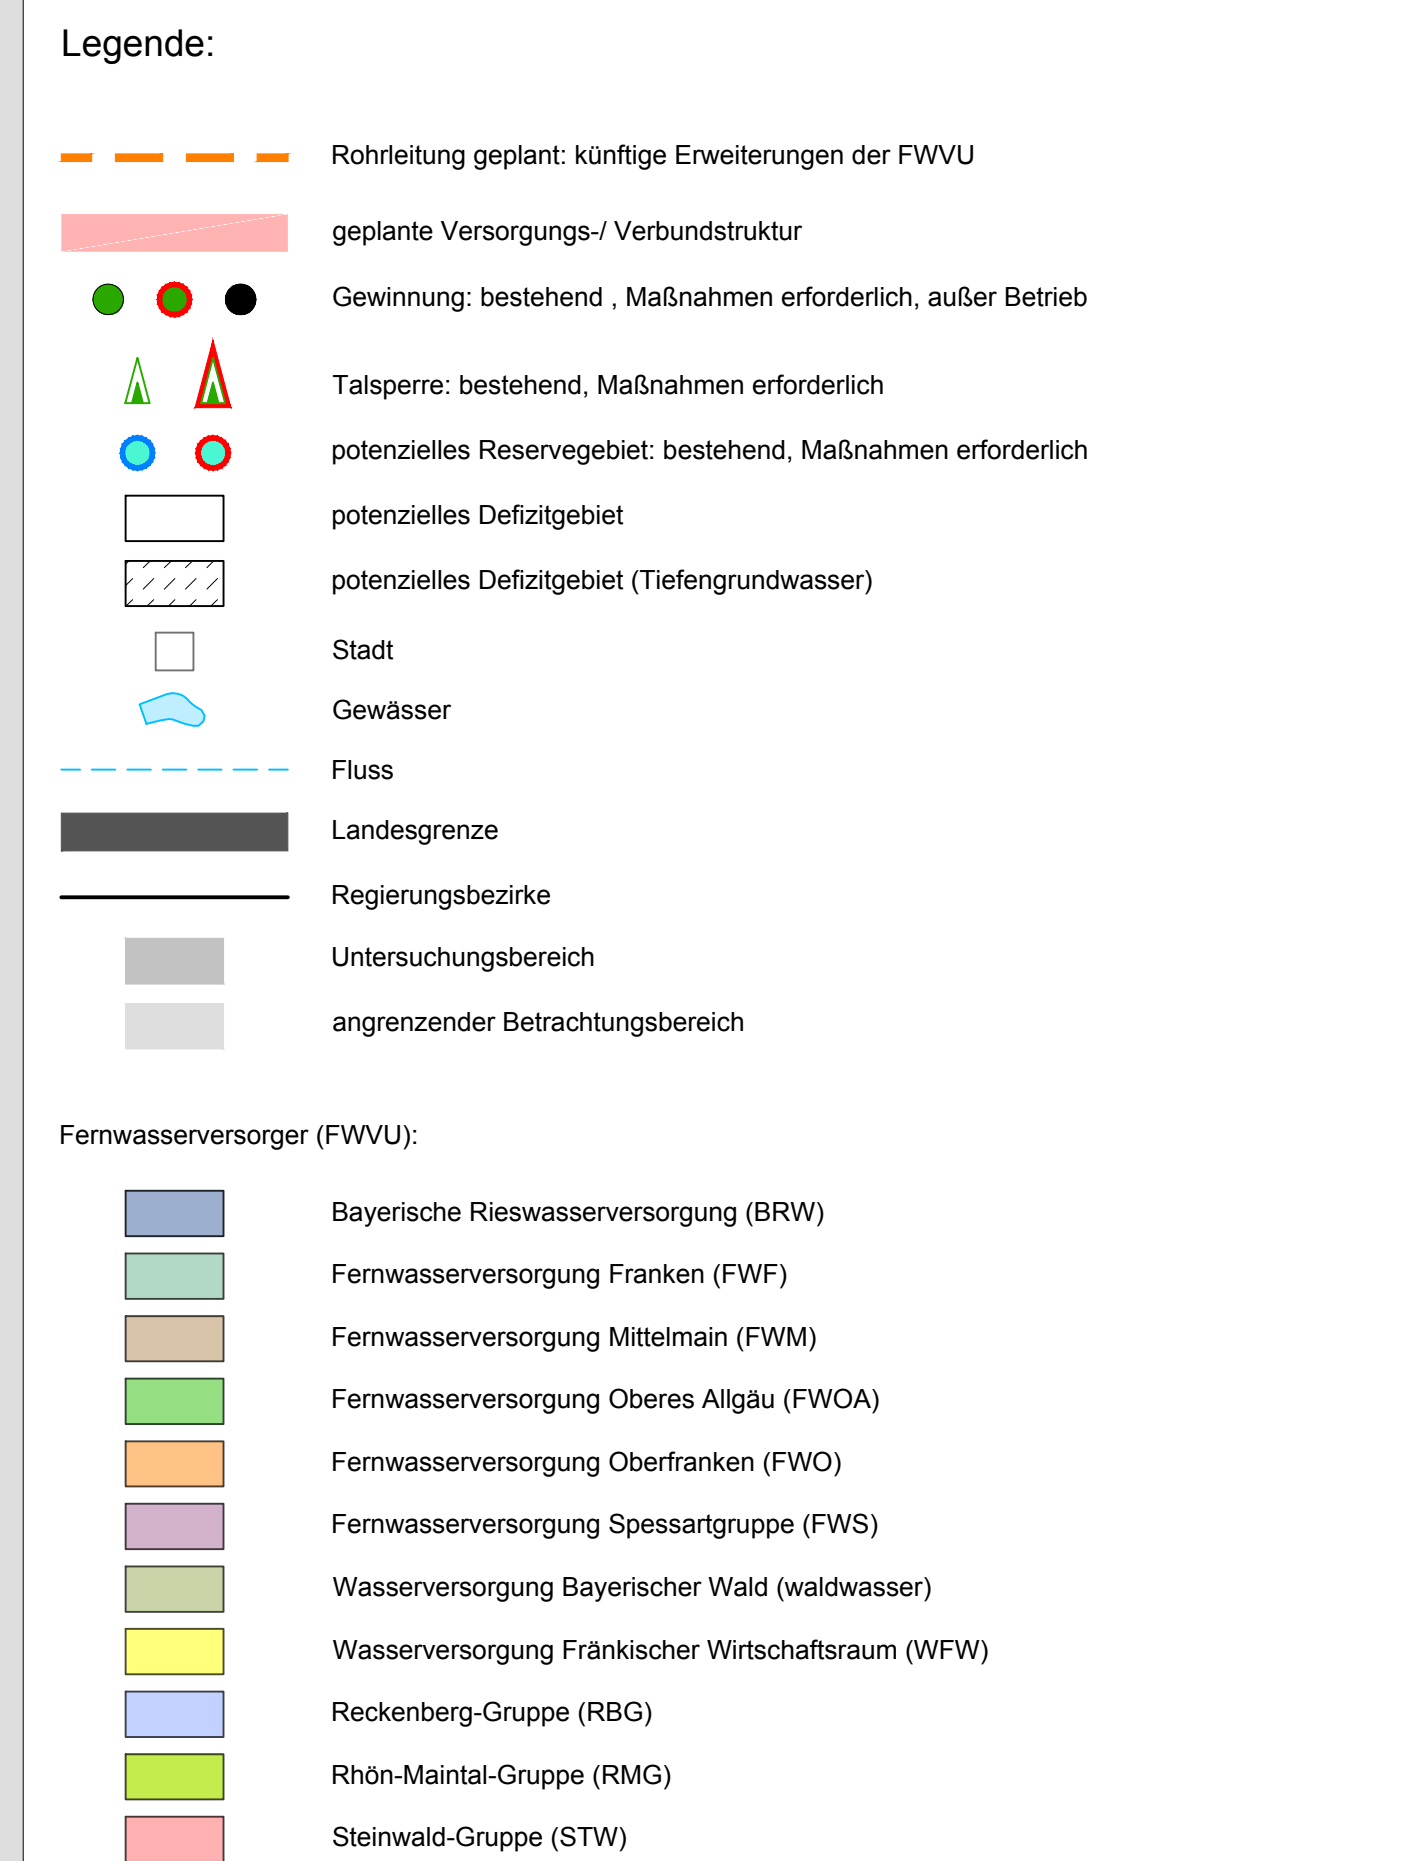 Legende:
Rohrleitung geplant: künftige Erweiterungen der FWVU
geplante Versorgungs-/ Verbundstruktur
Gewinnung: bestehend , Maßnahmen erforderlich, außer Betrieb
Talsperre: bestehend, Maßnahmen erforderlich
potenzielles Reservegebiet: bestehend, Maßnahmen erforderlich
potenzielles Defizitgebiet
potenzielles Defizitgebiet (Tiefengrundwasser)
Stadt
Gewässer
Fluss
Landesgrenze
Regierungsbezirke
Untersuchungsbereich
angrenzender Betrachtungsbereich
Fernwasserversorger (FWVU):
Bayerische Rieswasserversorgung (BRW)
Fernwasserversorgung Franken (FWF)
Fernwasserversorgung Mittelmain (FWM)
Fernwasserversorgung Oberes Allgäu (FWOA)
Fernwasserversorgung Oberfranken (FWO)
Fernwasserversorgung Spessartgruppe (FWS)
Wasserversorgung Bayerischer Wald (waldwasser)
Wasserversorgung Fränkischer Wirtschaftsraum (WFW)
Reckenberg-Gruppe (RBG)
Rhön-Maintal-Gruppe (RMG)
Steinwald-Gruppe (STW)